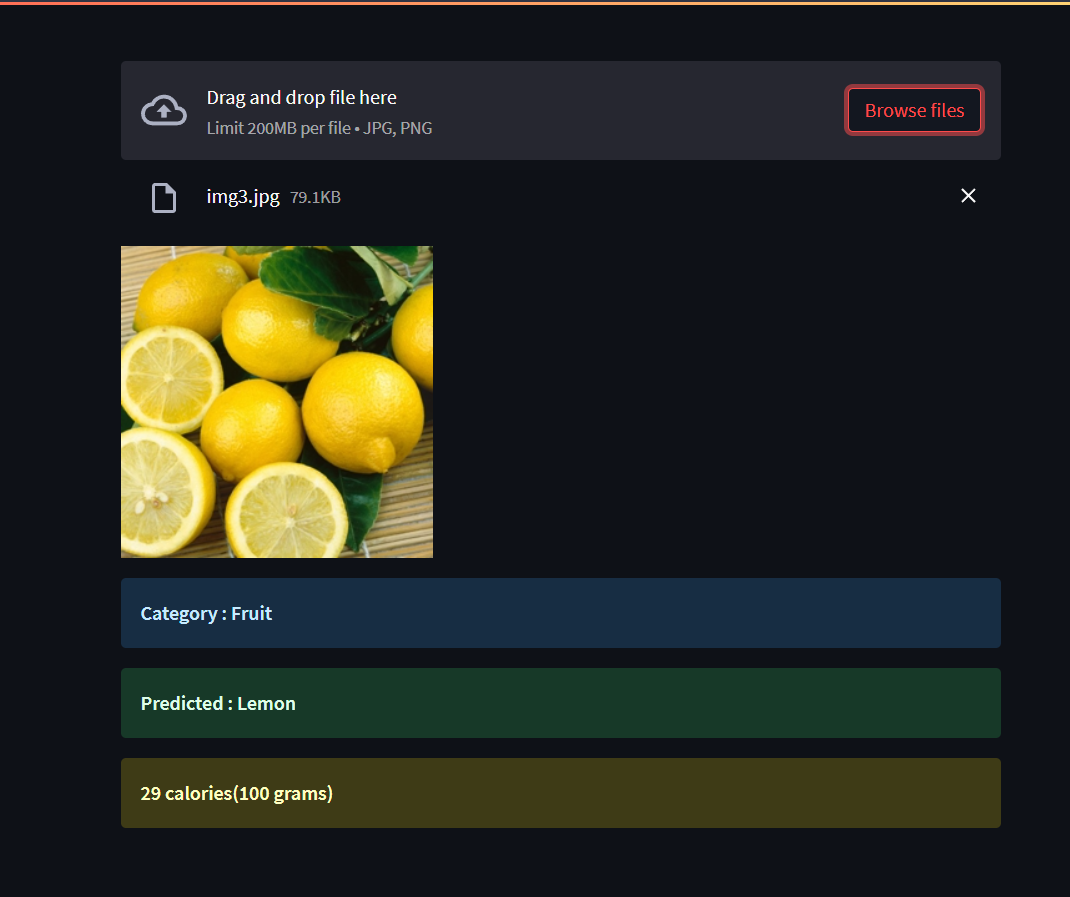 Drag and drop file here
Limit 200MB per file • JPG, PNG
Browse files
img3.jpg 79.1KB
Category : Fruit
Predicted : Lemon
29 calories(100 grams)